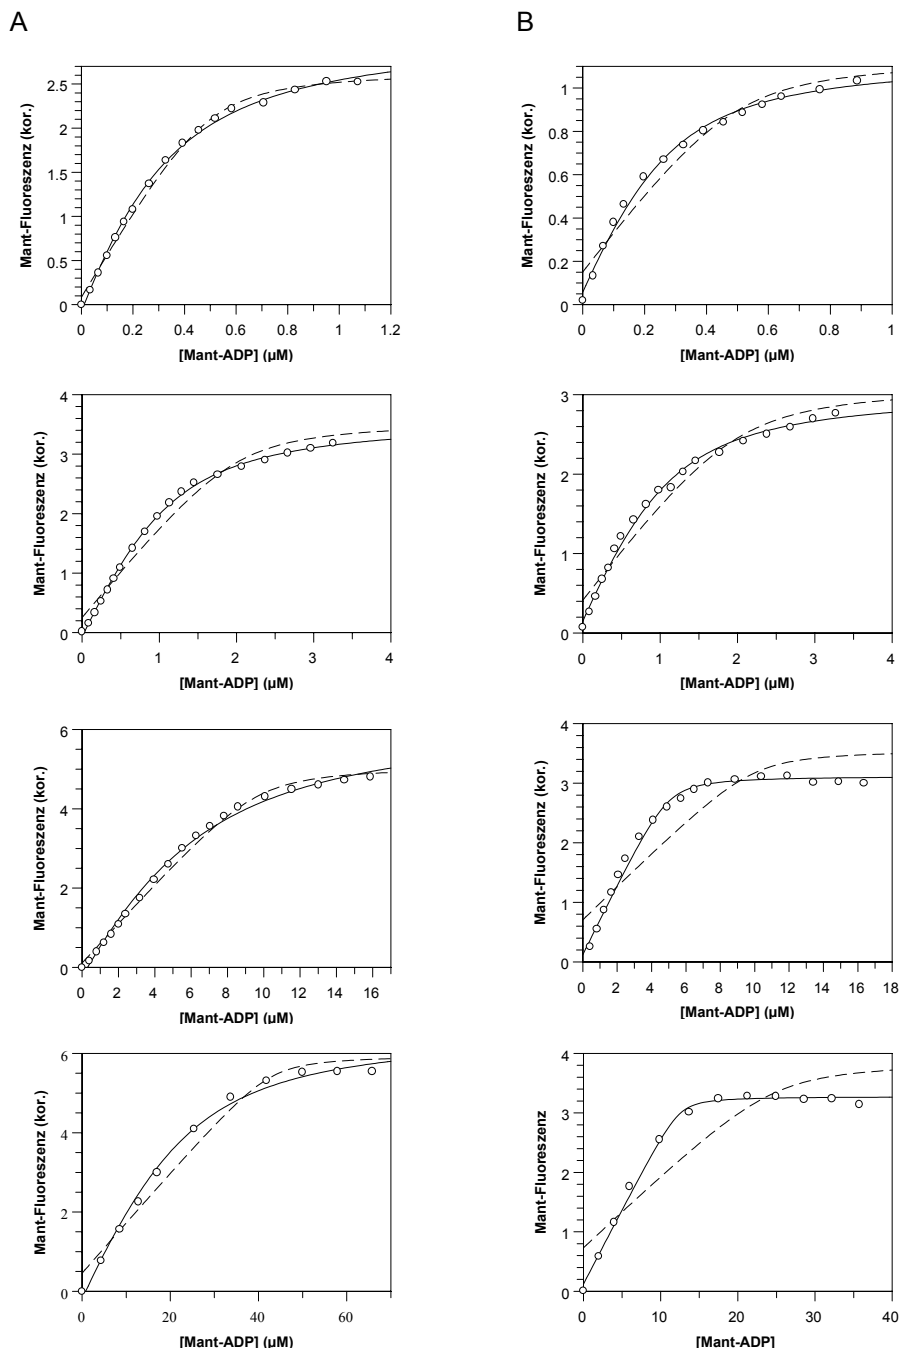 A
B
Mant-Fluoreszenz (kor.)
2.5
2
1.5
1
0.5
0
0 0.2 0.4 0.6 0.8 1 1.2
[Mant-ADP] (µM)
Mant-Fluoreszenz (kor.)
1
0.8
0.6
0.4
0.2
0
0 0.2 0.4 0.6 0.8 1
[Mant-ADP] (µM)
Mant-Fluoreszenz (kor.)
4
3
2
1
0
0 1 2 3 4
[Mant-ADP] (µM)
Mant-Fluoreszenz (kor.)
3
2
1
0
0 1 2 3 4
[Mant-ADP] (µM)
Mant-Fluoreszenz (kor.)
6
4
2
0
0 2 4 6 8 10 12 14 16
[Mant-ADP] (µM)
Mant-Fluoreszenz (kor.)
4
3
2
1
0
0 2 4 6 8 10 12 14 16 18
[Mant-ADP] (µM)
Mant-Fluoreszenz (kor.)
6
4
2
0
0 20 40 60
[Mant-ADP] (µM)
Mant-Fluoreszenz
4
3
2
1
0
0 10 20 30 40
[Mant-ADP]